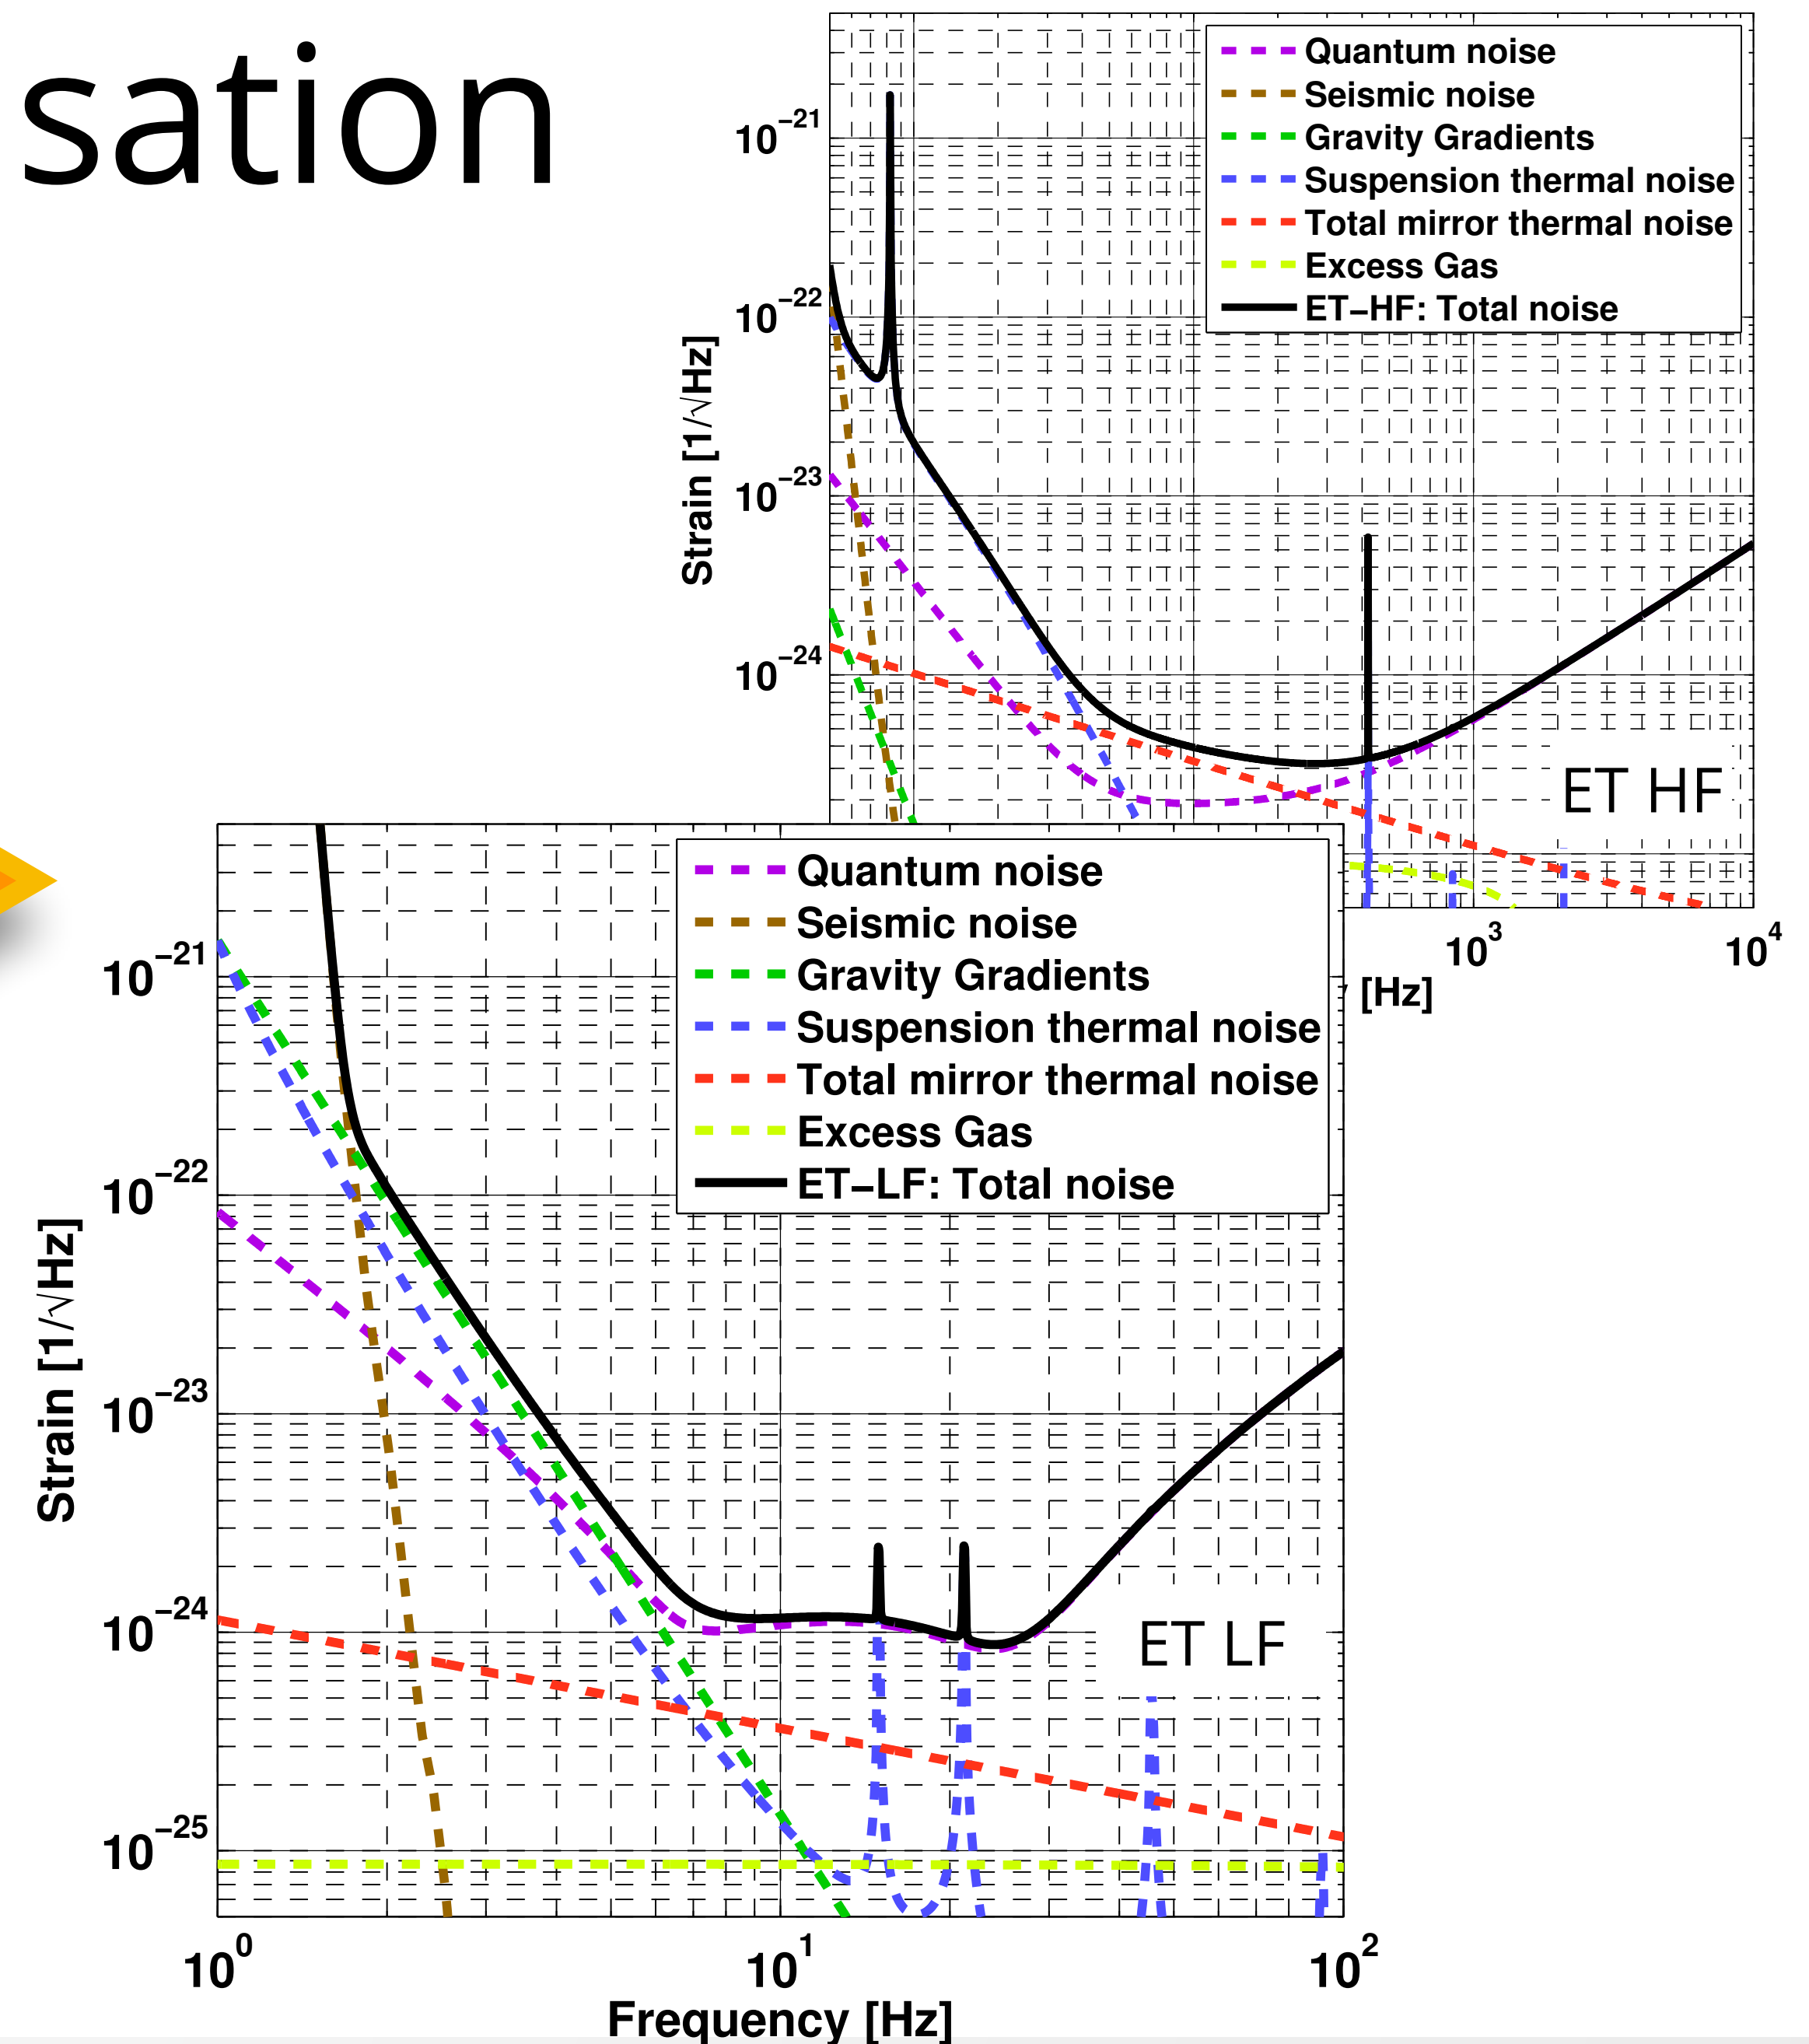 sation
Quantum noise
Seismic noise
Gravity Gradients
Suspension thermal noise
Total mirror thermal noise
Excess Gas
ET–HF: Total noise
10^−21
10^−22
10^−23
10^−24
Strain [1/√Hz]
ET HF
10^3
10^4
[Hz]
Quantum noise
Seismic noise
Gravity Gradients
Suspension thermal noise
Total mirror thermal noise
Excess Gas
ET–LF: Total noise
10^−21
10^−22
10^−23
10^−24
10^−25
Strain [1/√Hz]
ET LF
10^0
10^1
10^2
Frequency [Hz]